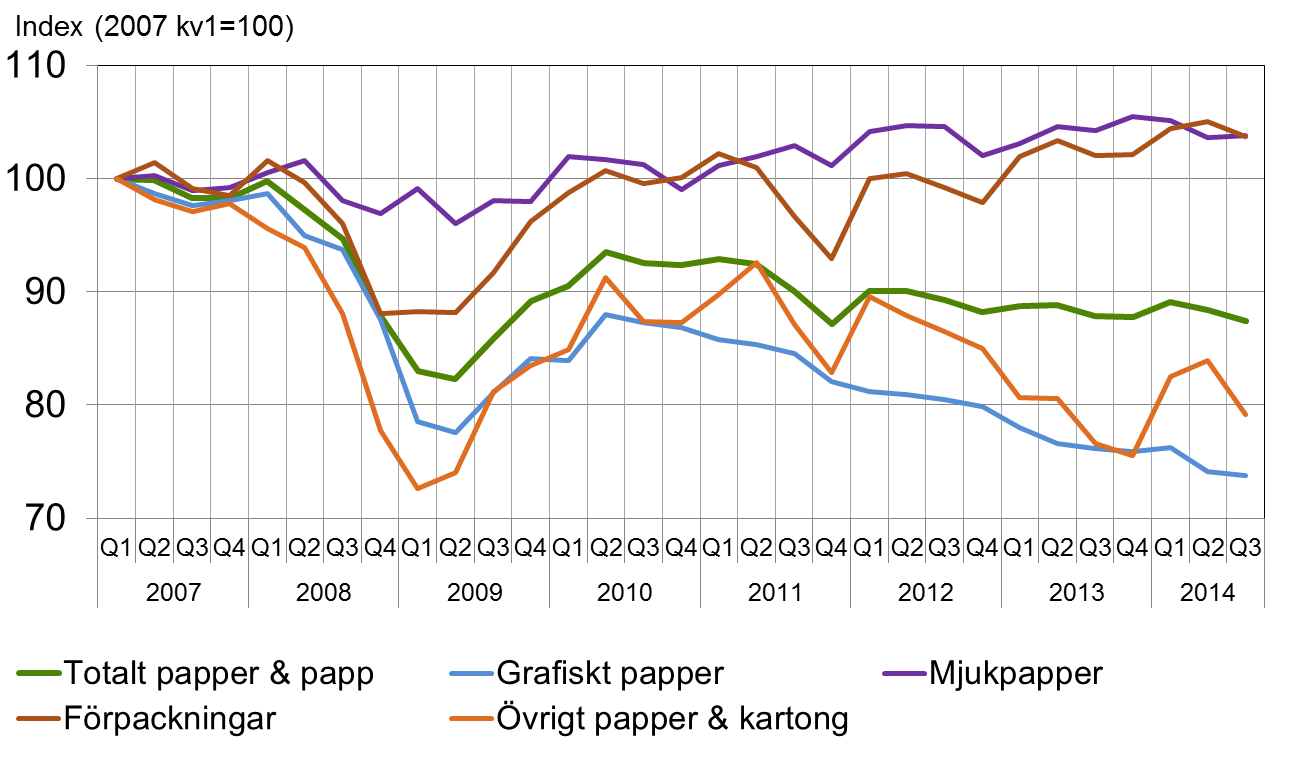 Index (2007 kv1=100)
110
100
90
80
70
Q1 Q2 Q3 Q4 Q1 Q2 Q3 Q4 Q1 Q2 Q3 Q4 Q1 Q2 Q3 Q4 Q1 Q2 Q3 Q4 Q1 Q2 Q3 Q4 Q1 Q2 Q3 Q4 Q1 Q2 Q3
2007 2008 2009 2010 2011 2012 2013 2014
Totalt papper & papp Grafiskt papper Mjukpapper
Förpackningar Övrigt papper & kartong